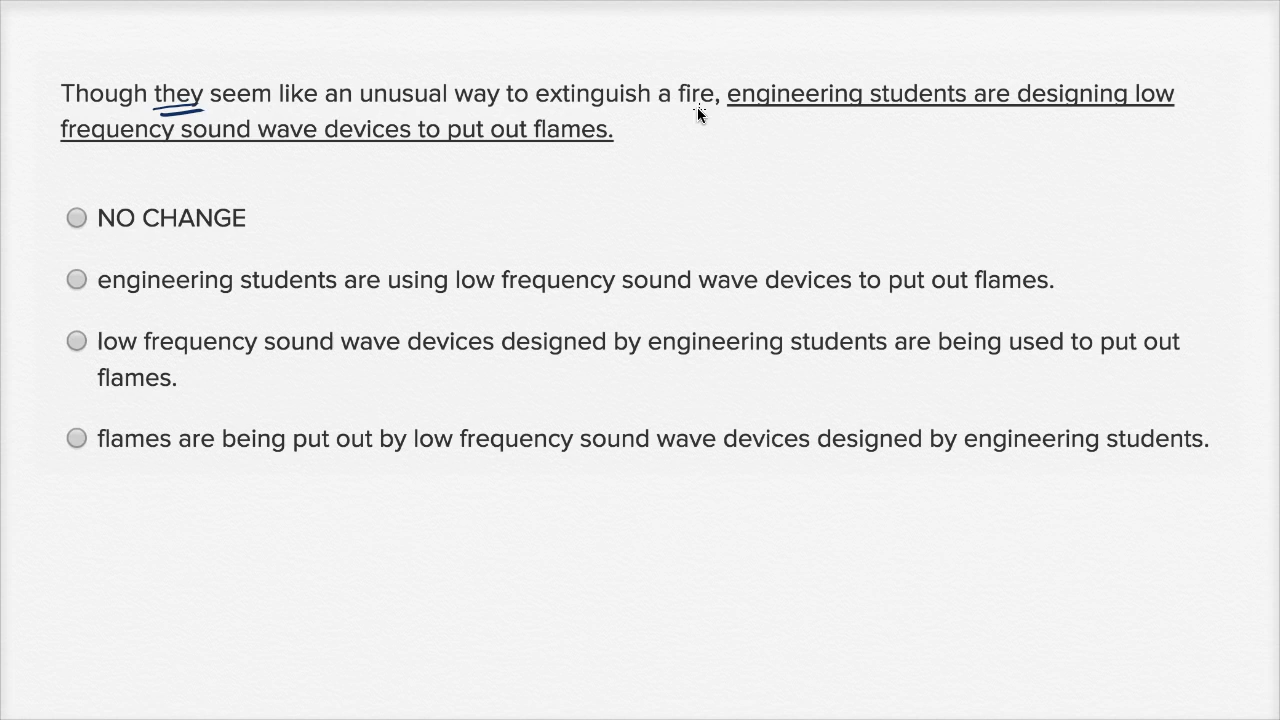 Though they seem like an unusual way to extinguish a fire, engineering students are designing low
frequency sound wave devices to put out flames.
NO CHANGE
engineering students are using low frequency sound wave devices to put out flames.
low frequency sound wave devices designed by engineering students are being used to put out
flames.
flames are being put out by low frequency sound wave devices designed by engineering students.